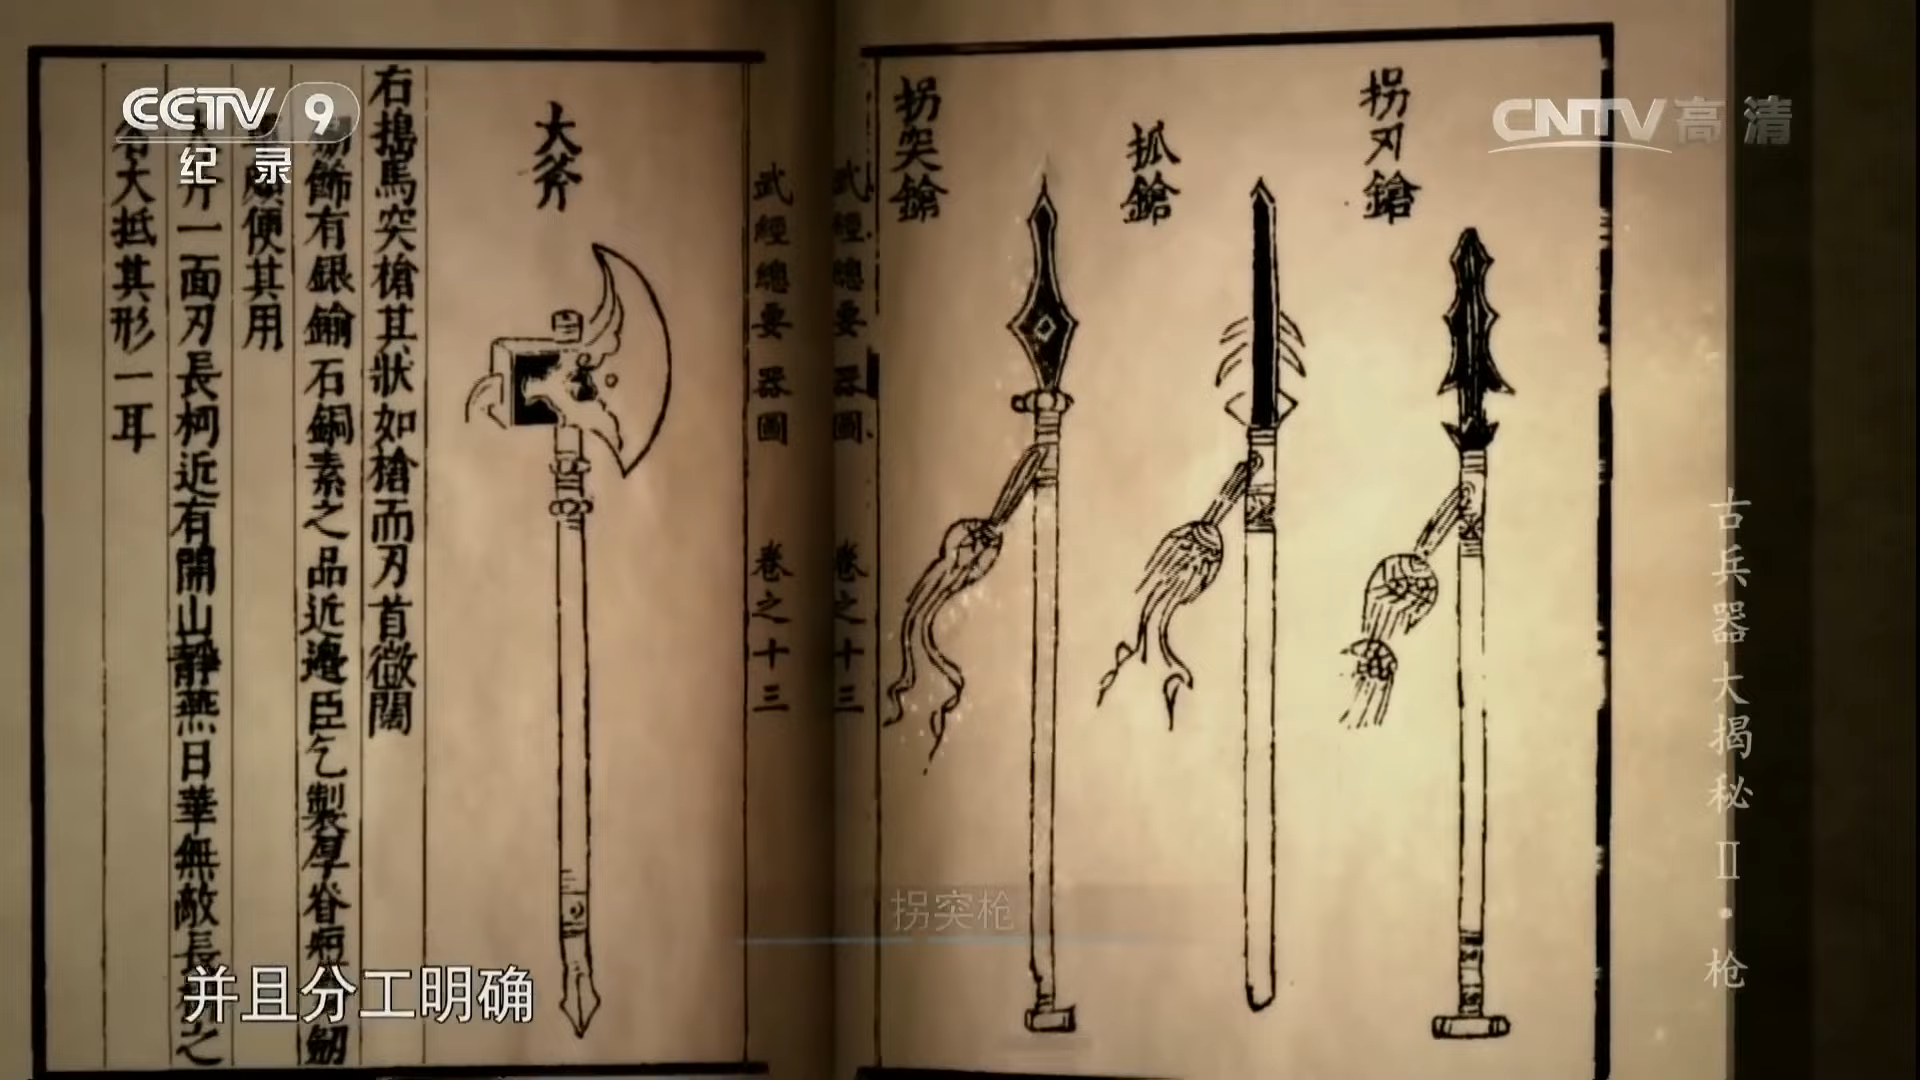 CCTV 9
纪录
CNTV高清
拐刃鎗
抓鎗
拐突鎗
武經總要 器圖 卷之十三
武經總要 器圖 卷之十三
大斧
右搗馬突槍其狀如槍而刃首微闊
飾有銀鍮石銅素之品近邊臣乞製厚脊短
便其用
斧一面刃長柯近有開山靜燕日華無敵長柯之
名大抵其形一耳
拐突枪
并且分工明确
古兵器大揭秘Ⅱ·枪